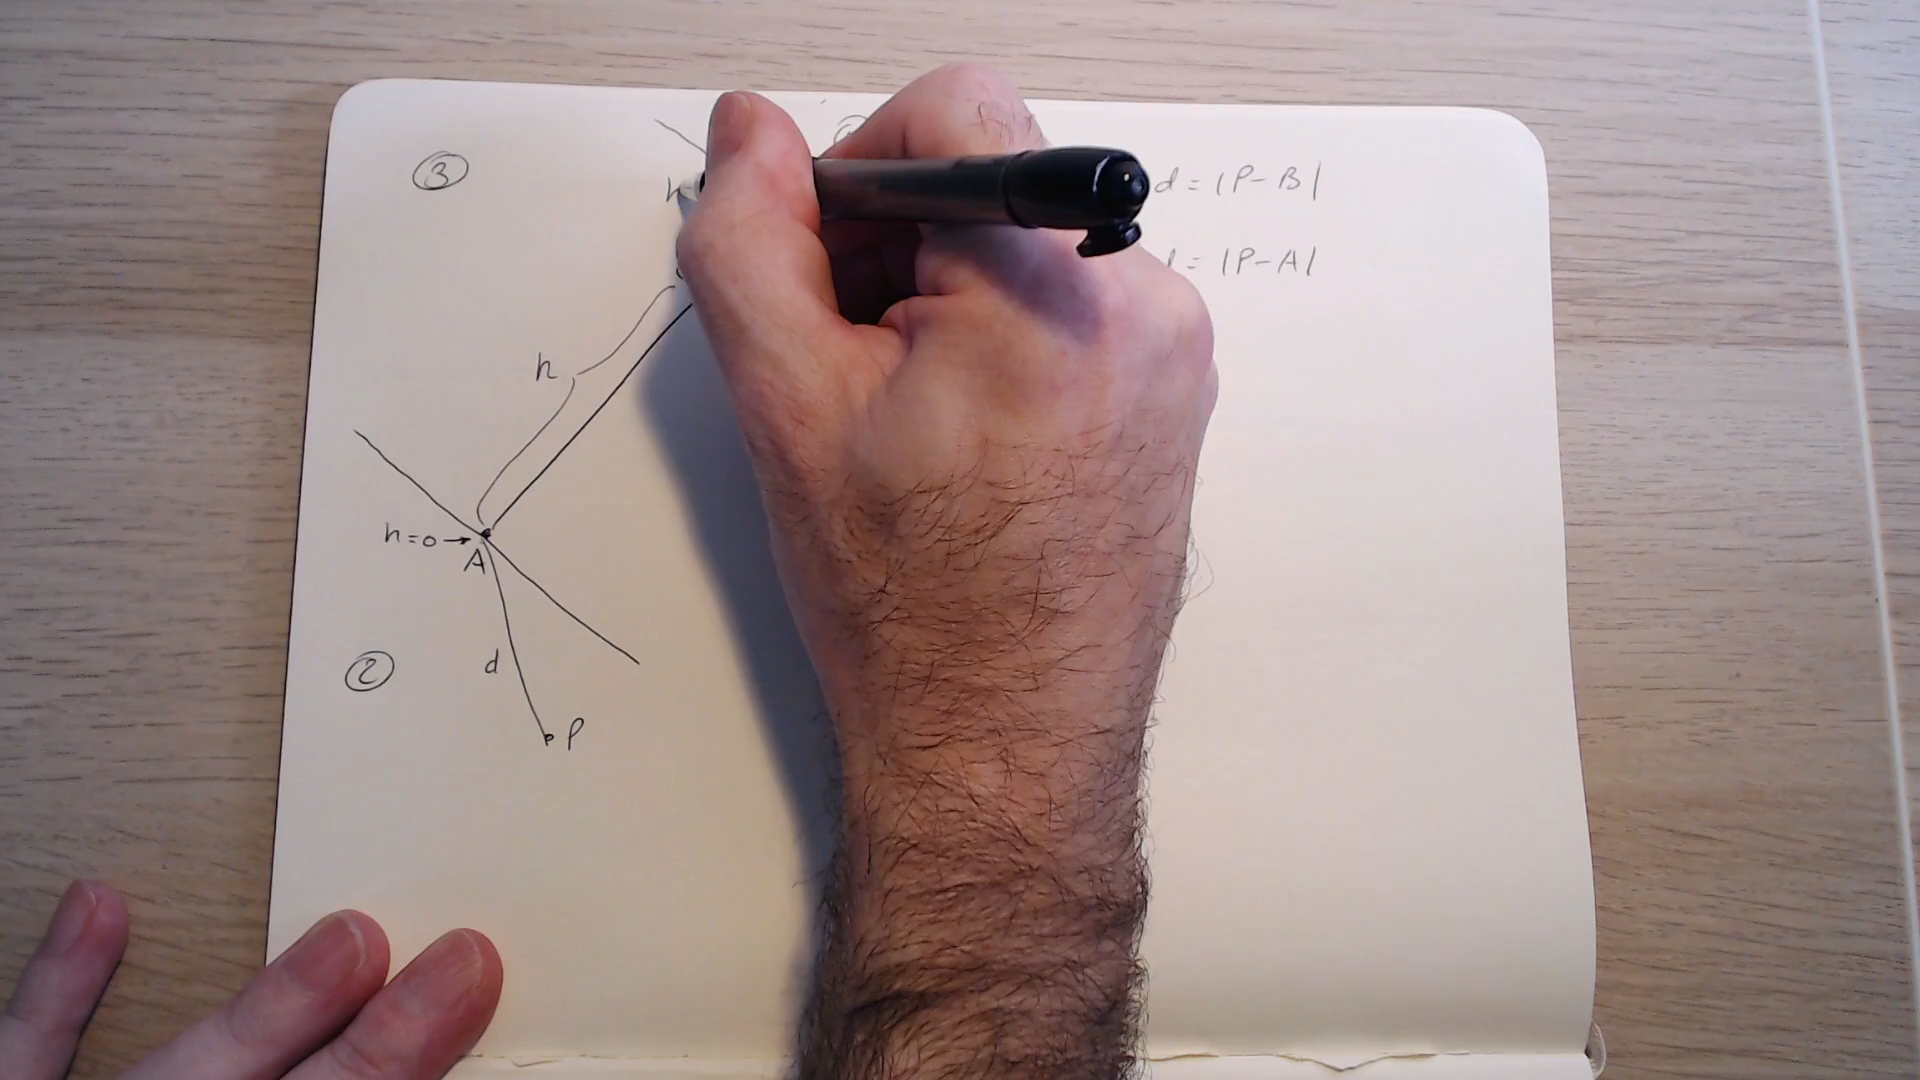 ③
d = |P-B|
d = |P-A|
h
h=0→
A
d
②
P